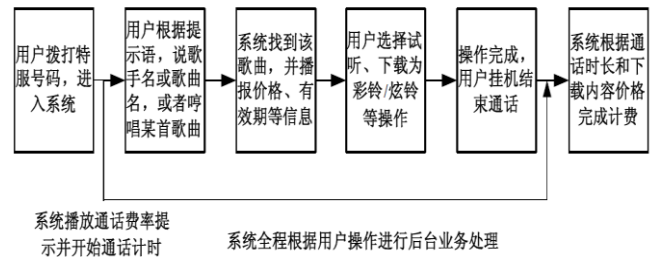 用户拨打特
服号码，进
入系统
用户根据提
示语，说歌
手名或歌曲
名，或者哼
唱某首歌曲
系统找到该
歌曲，并播
报价格、有
效期等信息
用户选择试
听、下载为
彩铃/炫铃
等操作
操作完成，
用户挂机结
束通话
系统根据通
话时长和下
载内容价格
完成计费
系统播放通话费率提
示并开始通话计时
系统全程根据用户操作进行后台业务处理